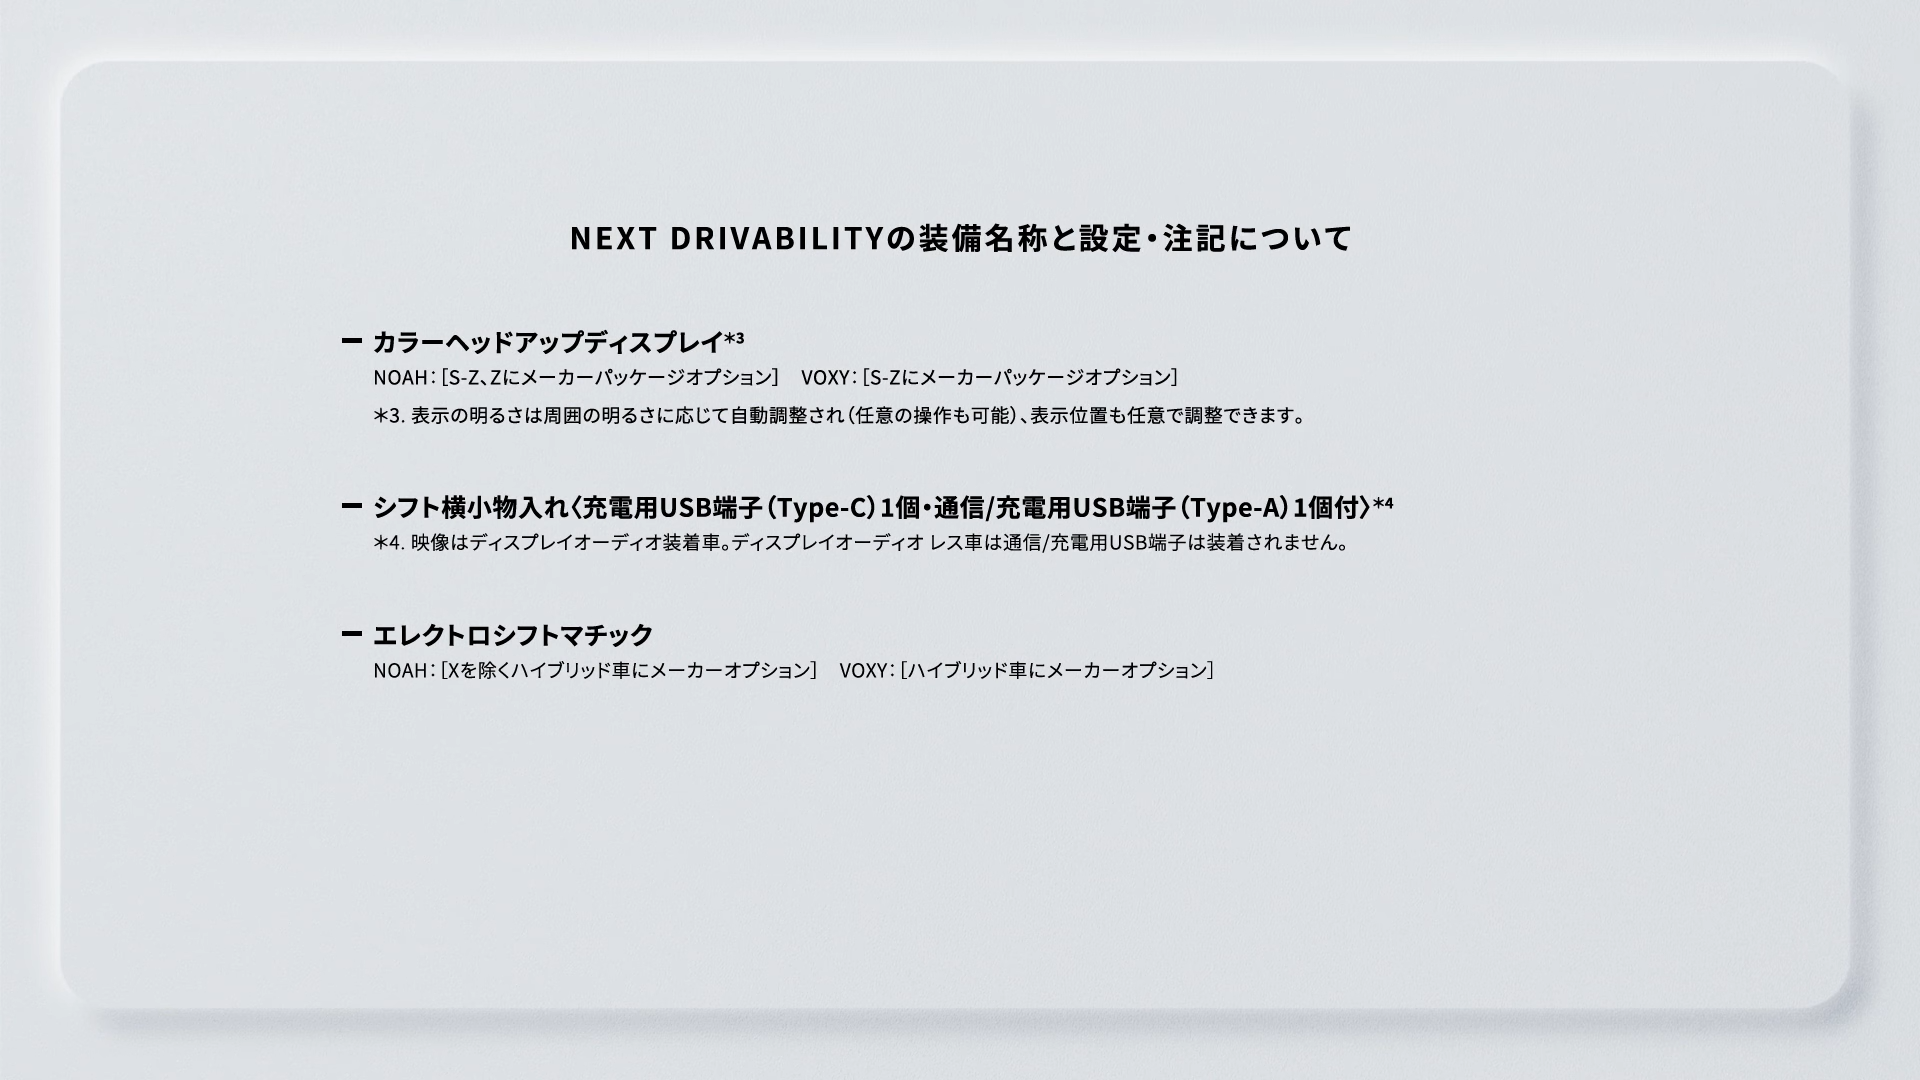 NEXT DRIVABILITYの装備名称と設定・注記について
ー カラーヘッドアップディスプレイ＊3
NOAH：［S-Z、Zにメーカーパッケージオプション］　VOXY：［S-Zにメーカーパッケージオプション］
＊3. 表示の明るさは周囲の明るさに応じて自動調整され（任意の操作も可能）、表示位置も任意で調整できます。
ー シフト横小物入れ〈充電用USB端子（Type-C）1個・通信/充電用USB端子（Type-A）1個付〉＊4
＊4. 映像はディスプレイオーディオ装着車。ディスプレイオーディオ レス車は通信/充電用USB端子は装着されません。
ー エレクトロシフトマチック
NOAH：［Xを除くハイブリッド車にメーカーオプション］　VOXY：［ハイブリッド車にメーカーオプション］